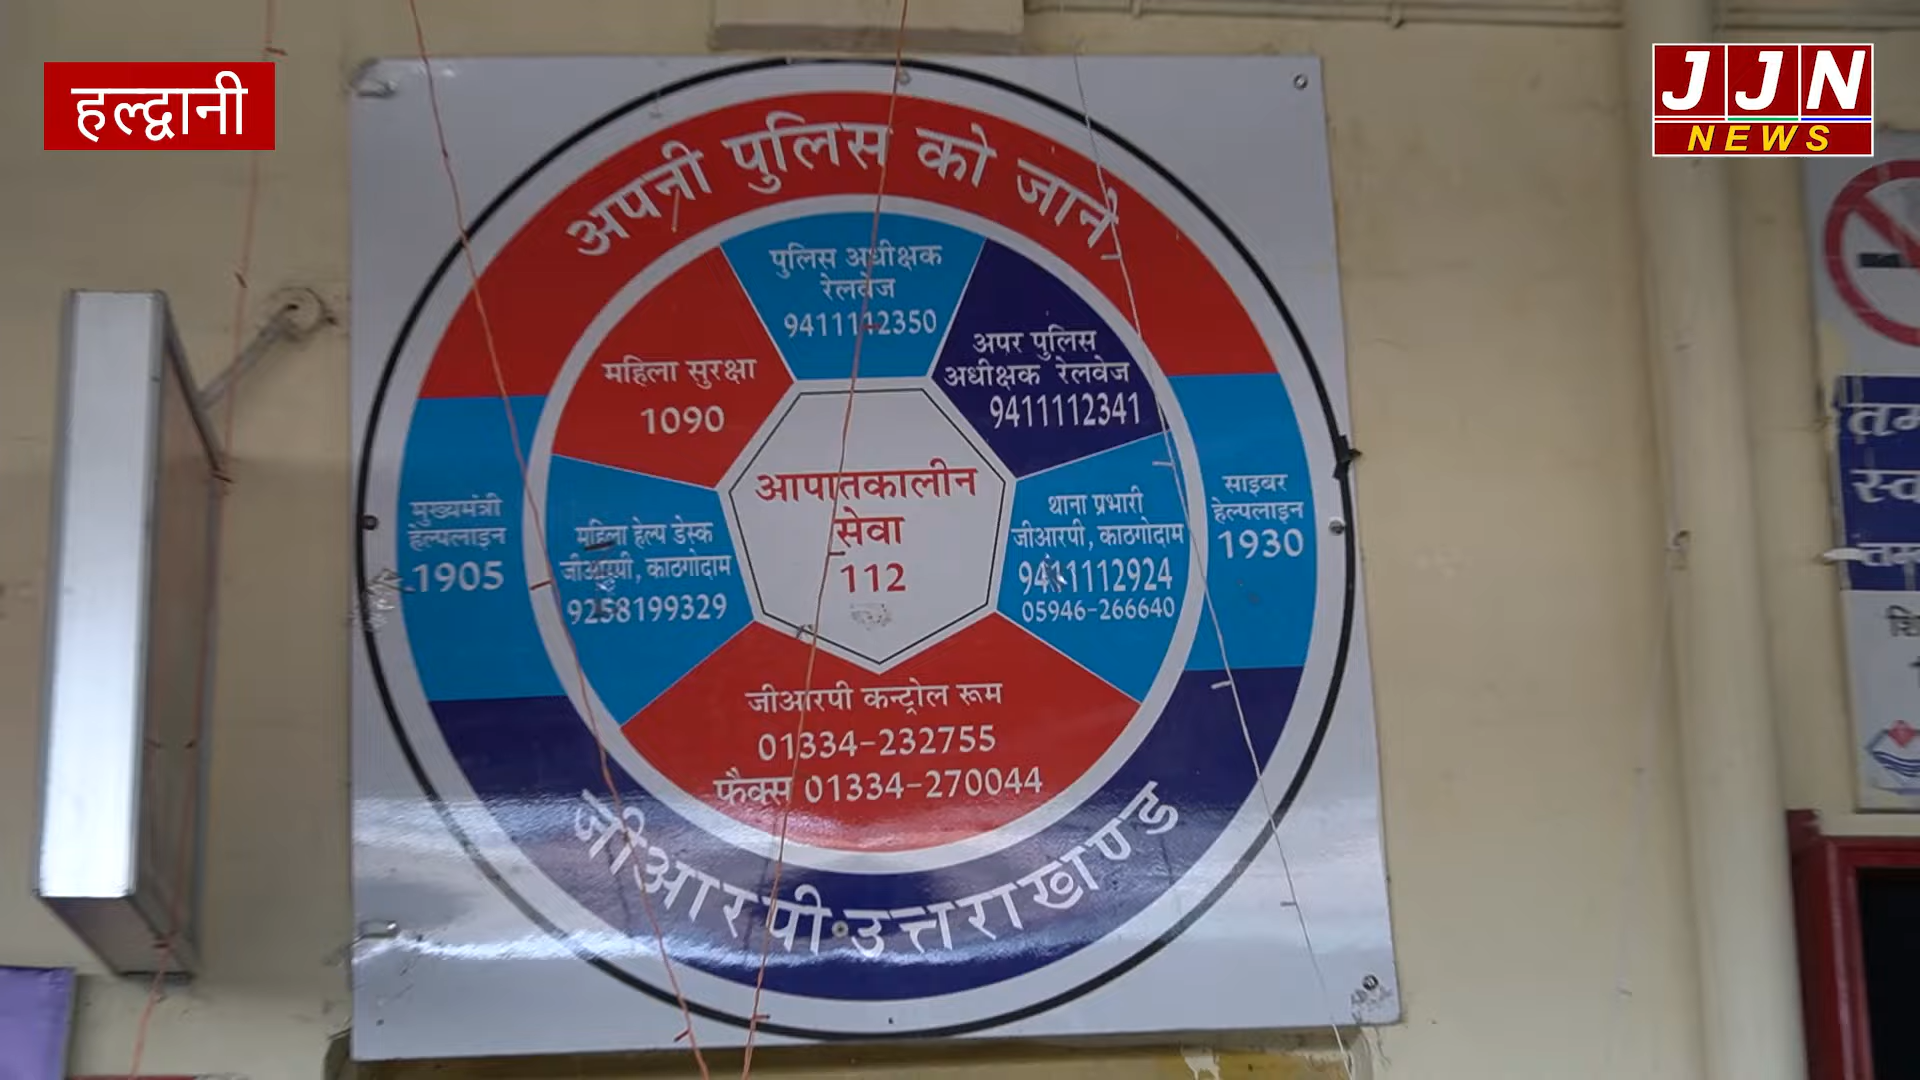 हल्द्वानी
JJN
NEWS
अपनी पुलिस को जानें
पुलिस अधीक्षक
रेलवेज
9411112350
अपर पुलिस
अधीक्षक रेलवेज
9411112341
महिला सुरक्षा
1090
आपातकालीन
सेवा
112
मुख्यमंत्री
हेल्पलाइन
1905
महिला हेल्प डेस्क
जीआरपी, काठगोदाम
9258199329
थाना प्रभारी
जीआरपी, काठगोदाम
9411112924
05946-266640
साइबर
हेल्पलाइन
1930
जीआरपी कन्ट्रोल रूम
01334-232755
फैक्स 01334-270044
जीआरपी उत्तराखण्ड